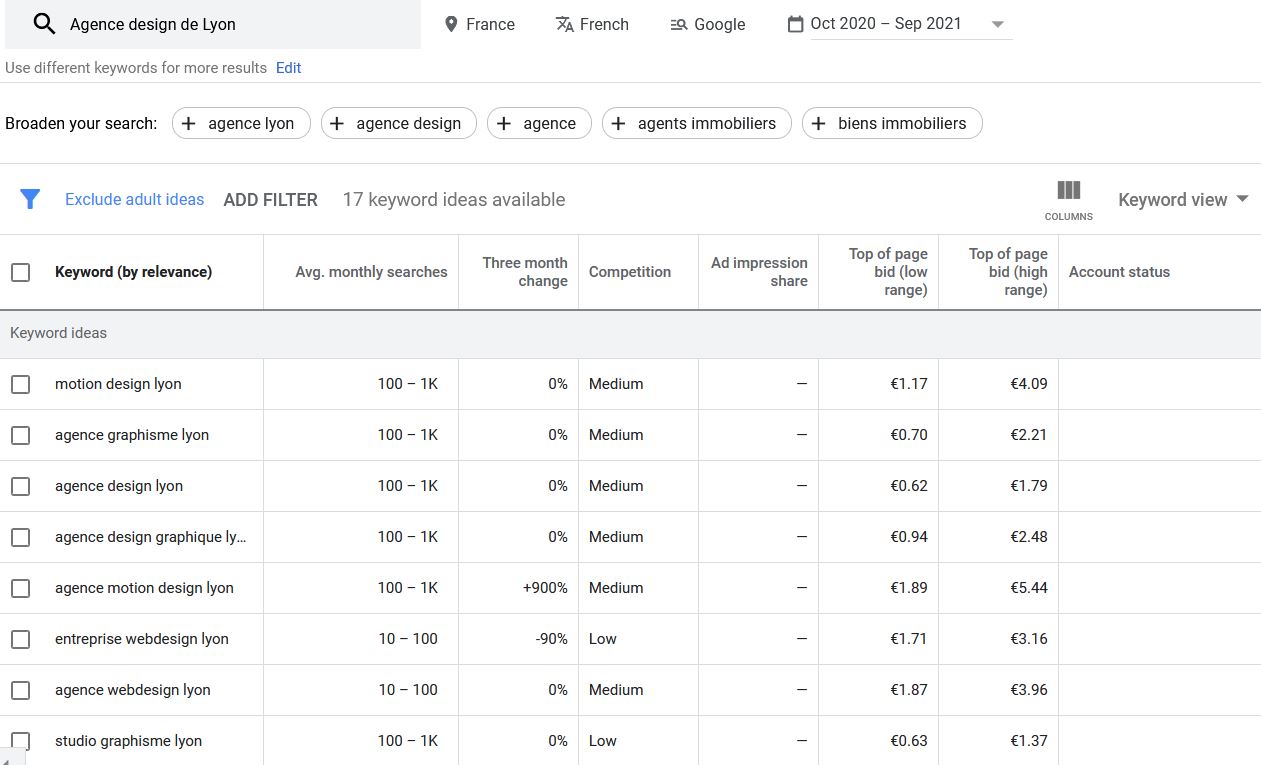 Agence design de Lyon France French Google Oct 2020 – Sep 2021
Use different keywords for more results Edit
Broaden your search: + agence lyon + agence design + agence + agents immobiliers + biens immobiliers
Exclude adult ideas ADD FILTER 17 keyword ideas available COLUMNS Keyword view
Keyword (by relevance) Avg. monthly searches Three month change Competition Ad impression share Top of page bid (low range) Top of page bid (high range) Account status
Keyword ideas
motion design lyon 100 – 1K 0% Medium – €1.17 €4.09
agence graphisme lyon 100 – 1K 0% Medium – €0.70 €2.21
agence design lyon 100 – 1K 0% Medium – €0.62 €1.79
agence design graphique ly... 100 – 1K 0% Medium – €0.94 €2.48
agence motion design lyon 100 – 1K +900% Medium – €1.89 €5.44
entreprise webdesign lyon 10 – 100 -90% Low – €1.71 €3.16
agence webdesign lyon 10 – 100 0% Medium – €1.87 €3.96
studio graphisme lyon 100 – 1K 0% Low – €0.63 €1.37